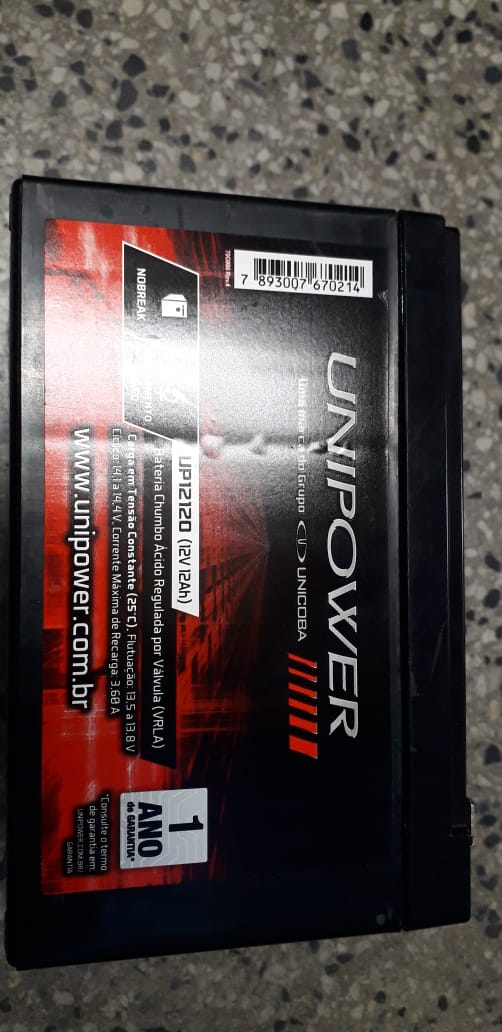 7 893007 670214
UNIPOWER
Uma marca do Grupo UNICOBA
NOBREAK
UP12120 (12V 12Ah)
Bateria Chumbo Ácido Regulada por Válvula (VRLA)
Carga em Tensão Constante (25°C), Flutuação: 13,5 a 13,8 V
Cíclico: 14,1 a 14,4 V, Corrente Máxima de Recarga: 3,60 A
www.unipower.com.br
1
ANO
de GARANTIA*
*Consulte o termo
de garantia em:
UNIPOWER.COM.BR/
GARANTIA